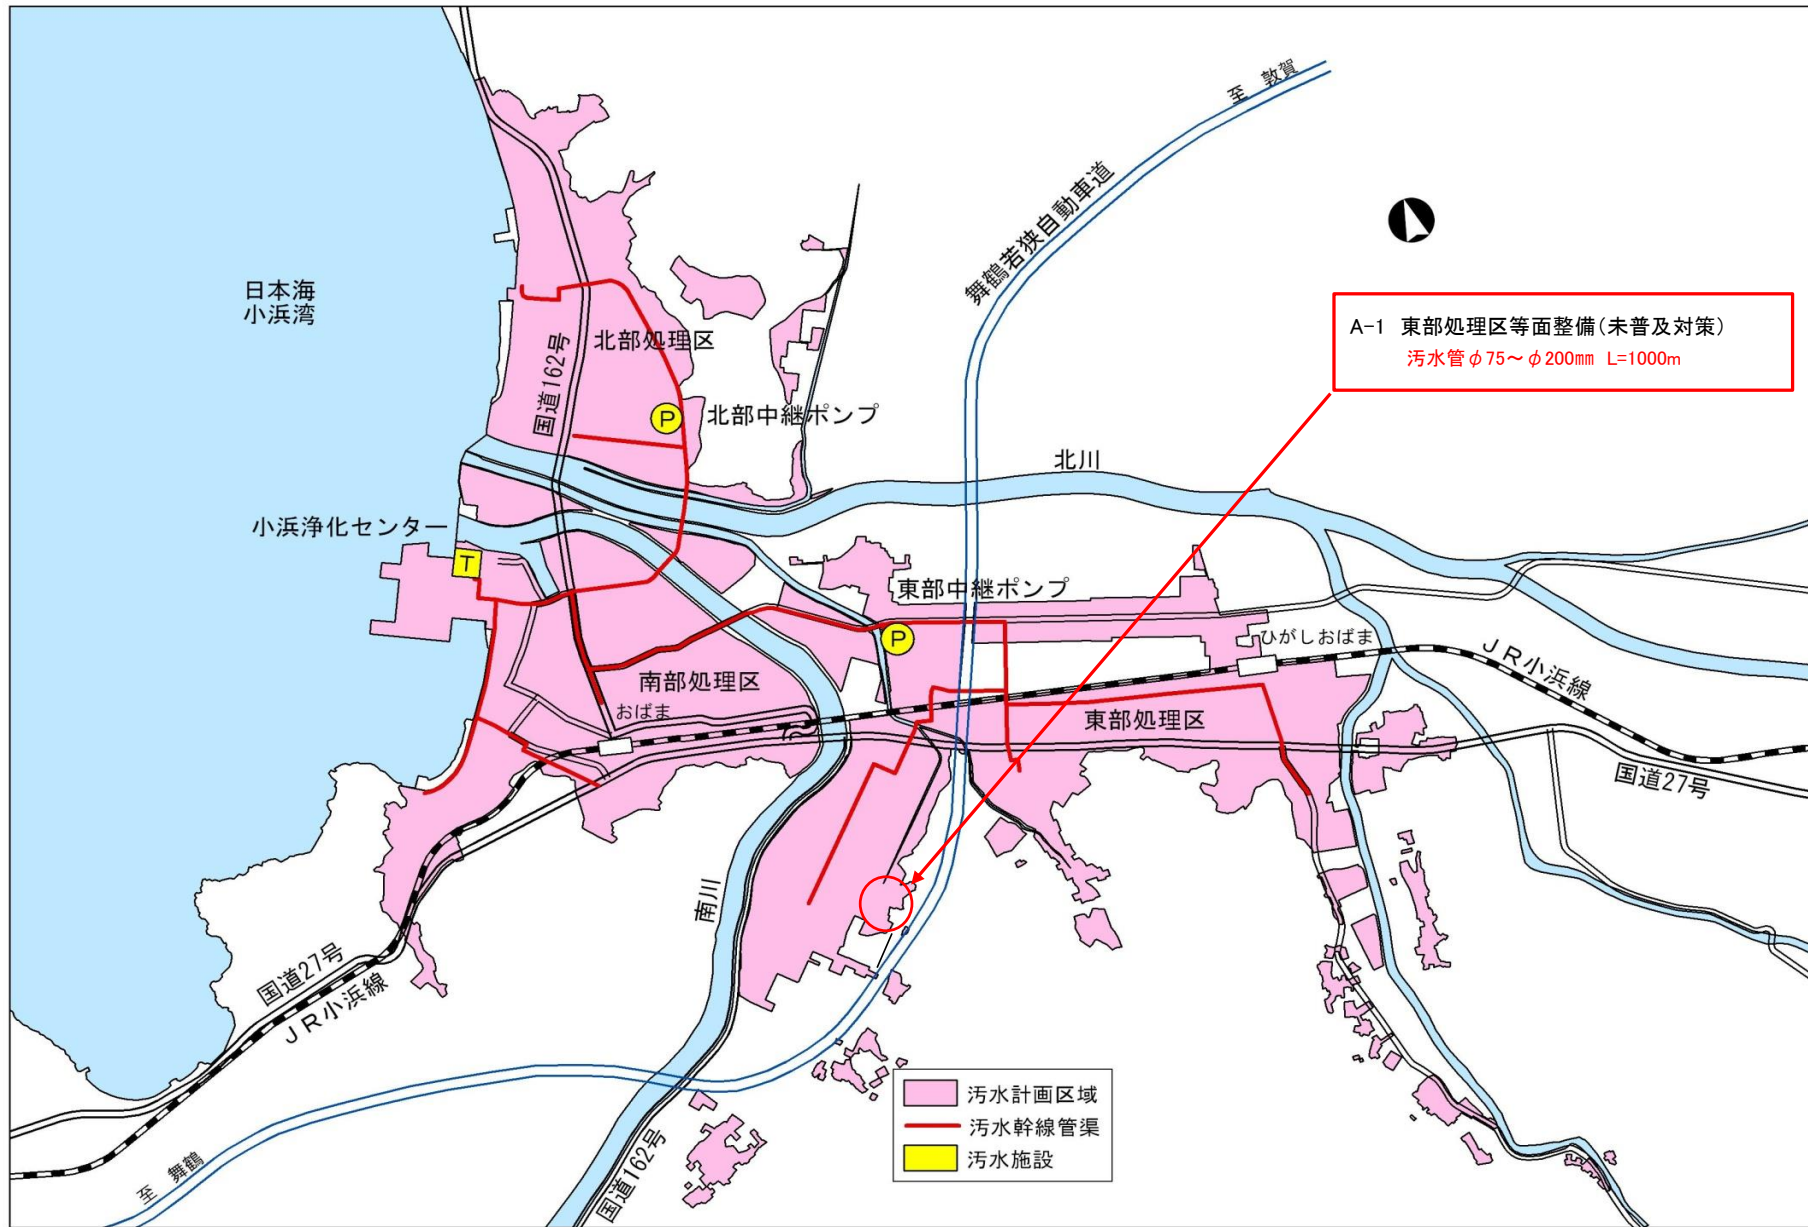 至 敦賀
舞鶴若狭自動車道
日本海
小浜湾
A-1 東部処理区等面整備(未普及対策)
汚水管φ75～φ200㎜ L=1000m
国道162号
北部処理区
P
北部中継ポンプ
北川
小浜浄化センター
T
東部中継ポンプ
P
ひがしおばま
JR小浜線
南部処理区
おばま
東部処理区
国道27号
南川
国道27号
JR小浜線
至 舞鶴
国道162号
汚水計画区域
汚水幹線管渠
汚水施設